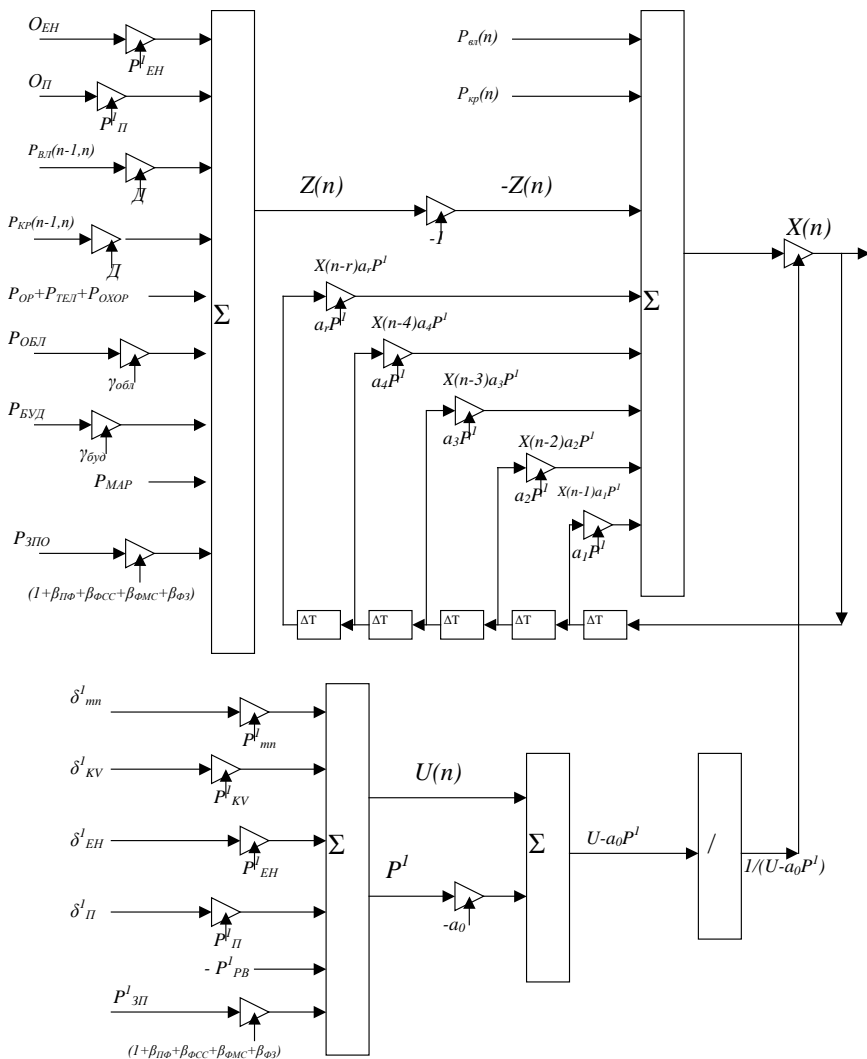 O_ЕН
P^1_ЕН
O_П
P^1_П
P_ВЛ(n-1,n)
Д
P_КР(n-1,n)
Д
P_ОР+P_ТЕЛ+P_ОХОР
P_ОБЛ
γ_обл
P_БУД
γ_буд
P_МАР
P_ЗПО
(1+β_ПФ+β_ФСС+β_ФМС+β_ФЗ)
Σ
Z(n)
-1
-Z(n)
P_вл(n)
P_кр(n)
X(n-r)a_rP^1
a_rP^1
X(n-4)a_4P^1
a_4P^1
X(n-3)a_3P^1
a_3P^1
X(n-2)a_2P^1
a_2P^1
X(n-1)a_1P^1
a_1P^1
Σ
X(n)
ΔT
ΔT
ΔT
ΔT
ΔT
δ^1_mn
P^1_mn
δ^1_KV
P^1_KV
δ^1_ЕН
P^1_ЕН
δ^1_П
P^1_П
- P^1_РВ
P^1_ЗП
(1+β_ПФ+β_ФСС+β_ФМС+β_ФЗ)
Σ
U(n)
P^1
-a_0
Σ
U-a_0P^1
/
1/(U-a_0P^1)